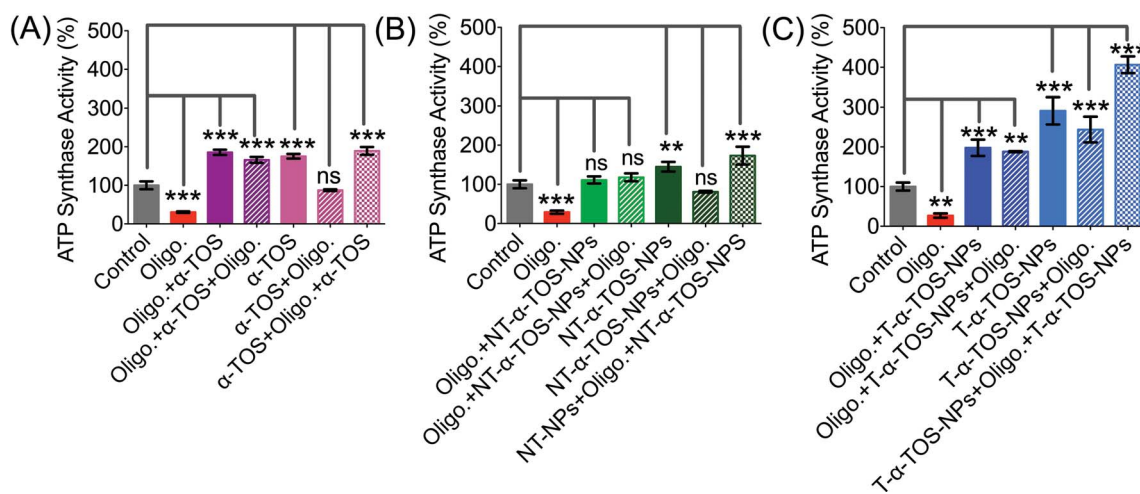 (A)
ATP Synthase Activity (%)
500
400
300
200
100
0
***
***
***
***
ns
***
Control
Oligo.
Oligo.+α-TOS
Oligo.+α-TOS+Oligo.
α-TOS
α-TOS+Oligo.
α-TOS+Oligo.+α-TOS
(B)
ATP Synthase Activity (%)
500
400
300
200
100
0
***
ns
ns
**
ns
***
Control
Oligo.
Oligo.+NT-α-TOS-NPs
Oligo.+NT-α-TOS-NPs+Oligo.
NT-α-TOS-NPs
NT-α-TOS-NPs+Oligo.
NT-NPs+Oligo.+NT-α-TOS-NPS
(C)
ATP Synthase Activity (%)
500
400
300
200
100
0
**
***
**
***
***
***
Control
Oligo.
Oligo.+T-α-TOS-NPs
Oligo.+T-α-TOS-NPs+Oligo.
T-α-TOS-NPs
T-α-TOS-NPs+Oligo.
T-α-TOS-NPs+Oligo.+T-α-TOS-NPs